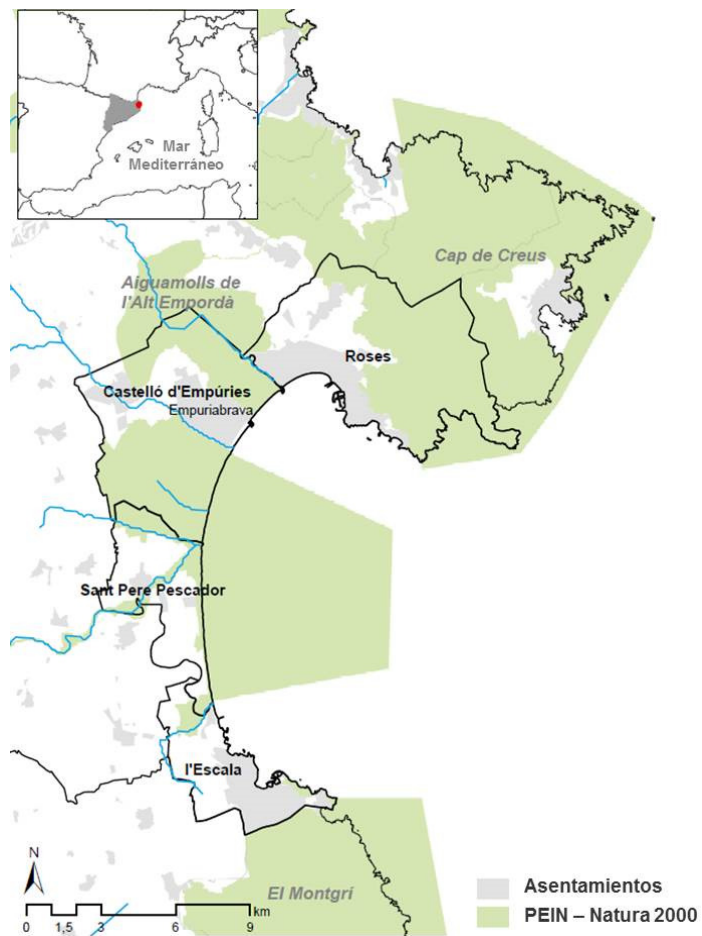 Mar
Mediterráneo
Cap de Creus
Aiguamolls de
l'Alt Empordà
Roses
Castelló d'Empúries
Empuriabrava
Sant Pere Pescador
l'Escala
El Montgrí
N
km
0 1,5 3 6 9
Asentamientos
PEIN – Natura 2000